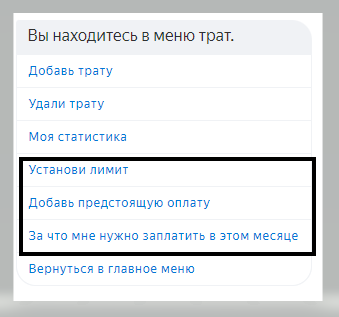 Вы находитесь в меню трат.
Добавь трату
Удали трату
Моя статистика
Установи лимит
Добавь предстоящую оплату
За что мне нужно заплатить в этом месяце
Вернуться в главное меню